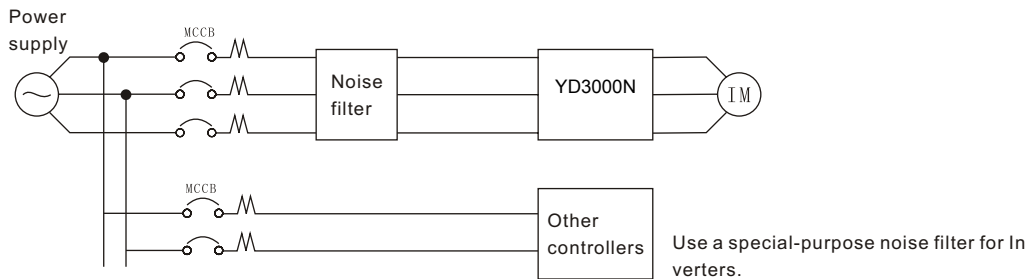 Power
supply
MCCB
Noise
filter
YD3000N
IM
MCCB
Other
controllers
Use a special-purpose noise filter for In
verters.